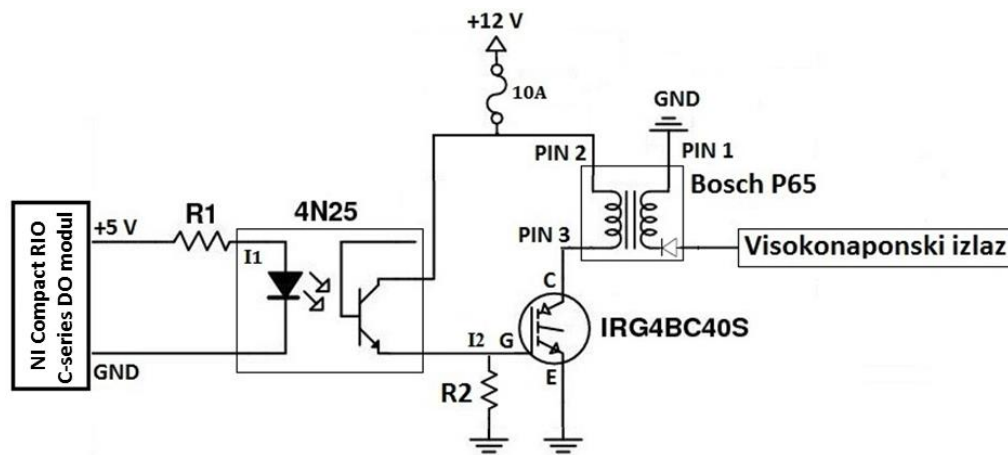 +12 V
10A
GND
PIN 2
PIN 1
Bosch P65
R1
4N25
+5 V
I1
PIN 3
Visokonaponski izlaz
NI Compact RIO
C-series DO modul
C
IRG4BC40S
I2
G
E
GND
R2